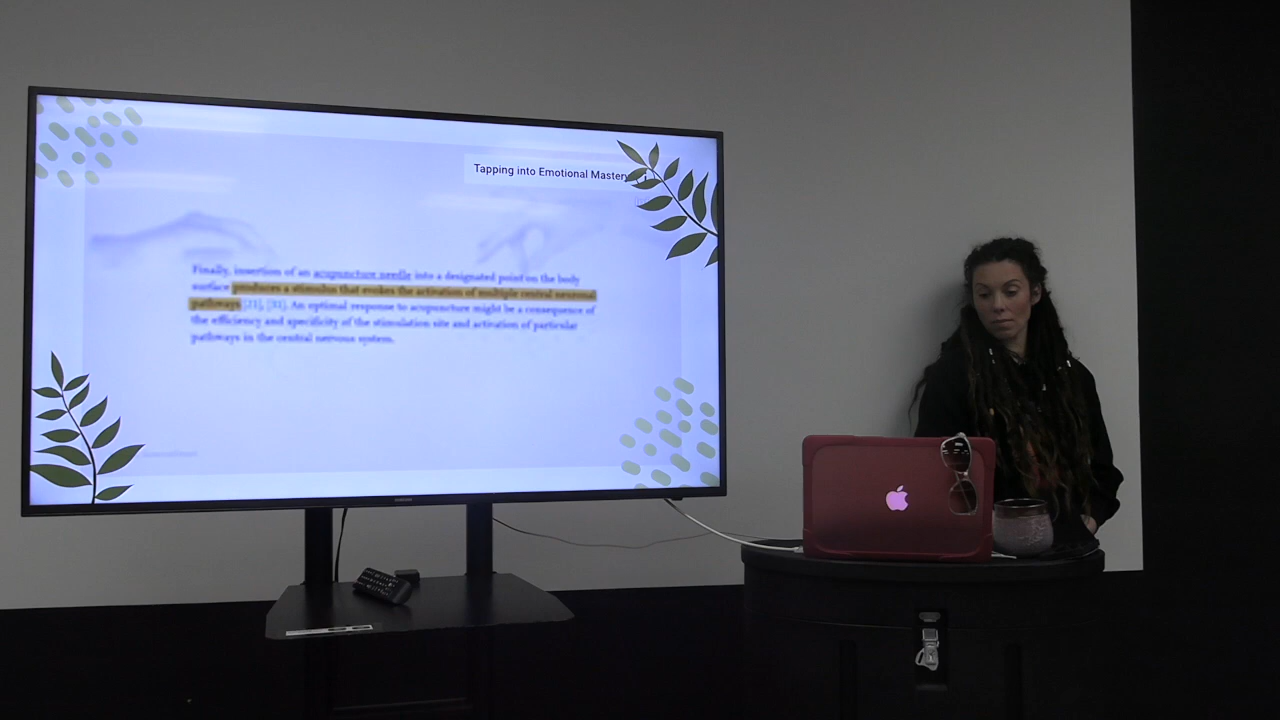 Tapping into Emotional Mastery
Finally, insertion of an acupuncture needle into a designated point on the body
surface produces a stimulus that evokes the activation of multiple central neuronal
pathways [21], [33]. An optimal response to acupuncture might be a consequence of
the efficiency and specificity of the stimulation site and activation of particular
pathways in the central nervous system.
SAMSUNG